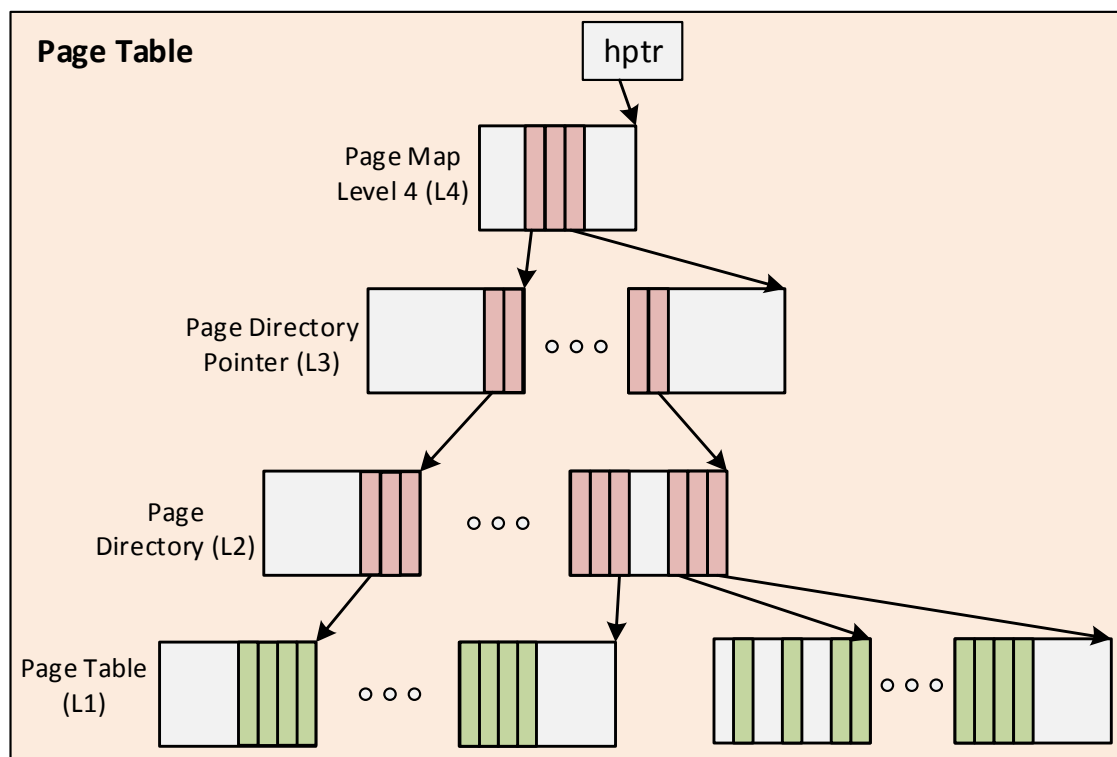 Page Table
hptr
Page Map
Level 4 (L4)
Page Directory
Pointer (L3)
Page
Directory (L2)
Page Table
(L1)